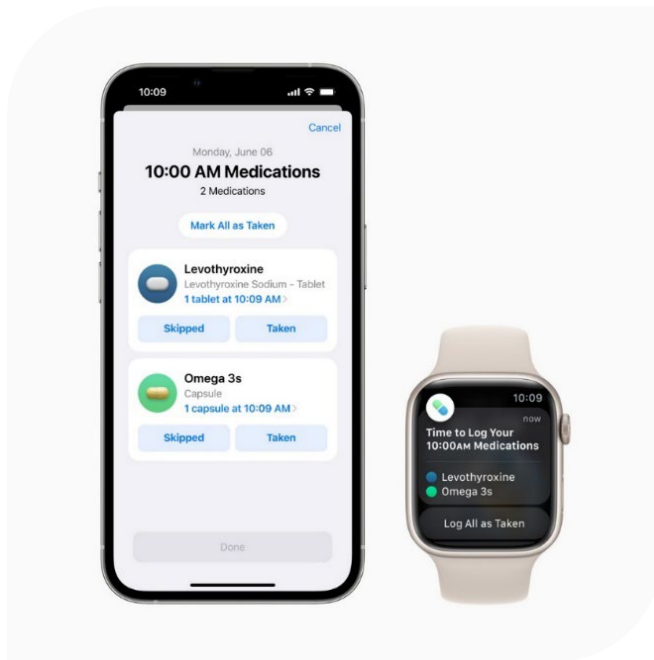 10:09
Cancel
Monday, June 06
10:00 AM Medications
2 Medications
Mark All as Taken
Levothyroxine
Levothyroxine Sodium – Tablet
1 tablet at 10:09 AM
Skipped Taken
Omega 3s
Capsule
1 capsule at 10:09 AM
Skipped Taken
Done
10:09
now
Time to Log Your
10:00AM Medications
Levothyroxine
Omega 3s
Log All as Taken